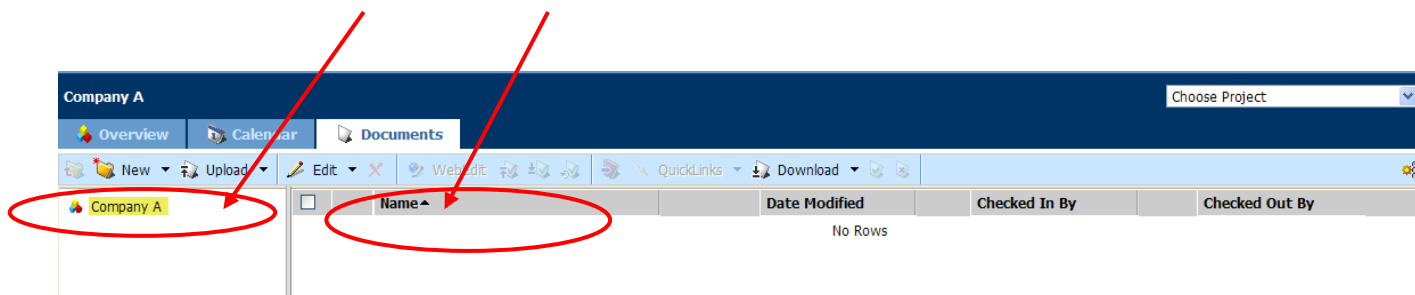 Company A
Choose Project
Overview Calendar Documents
New Upload Edit WebEdit QuickLinks Download
Company A
Name Date Modified Checked In By Checked Out By
No Rows